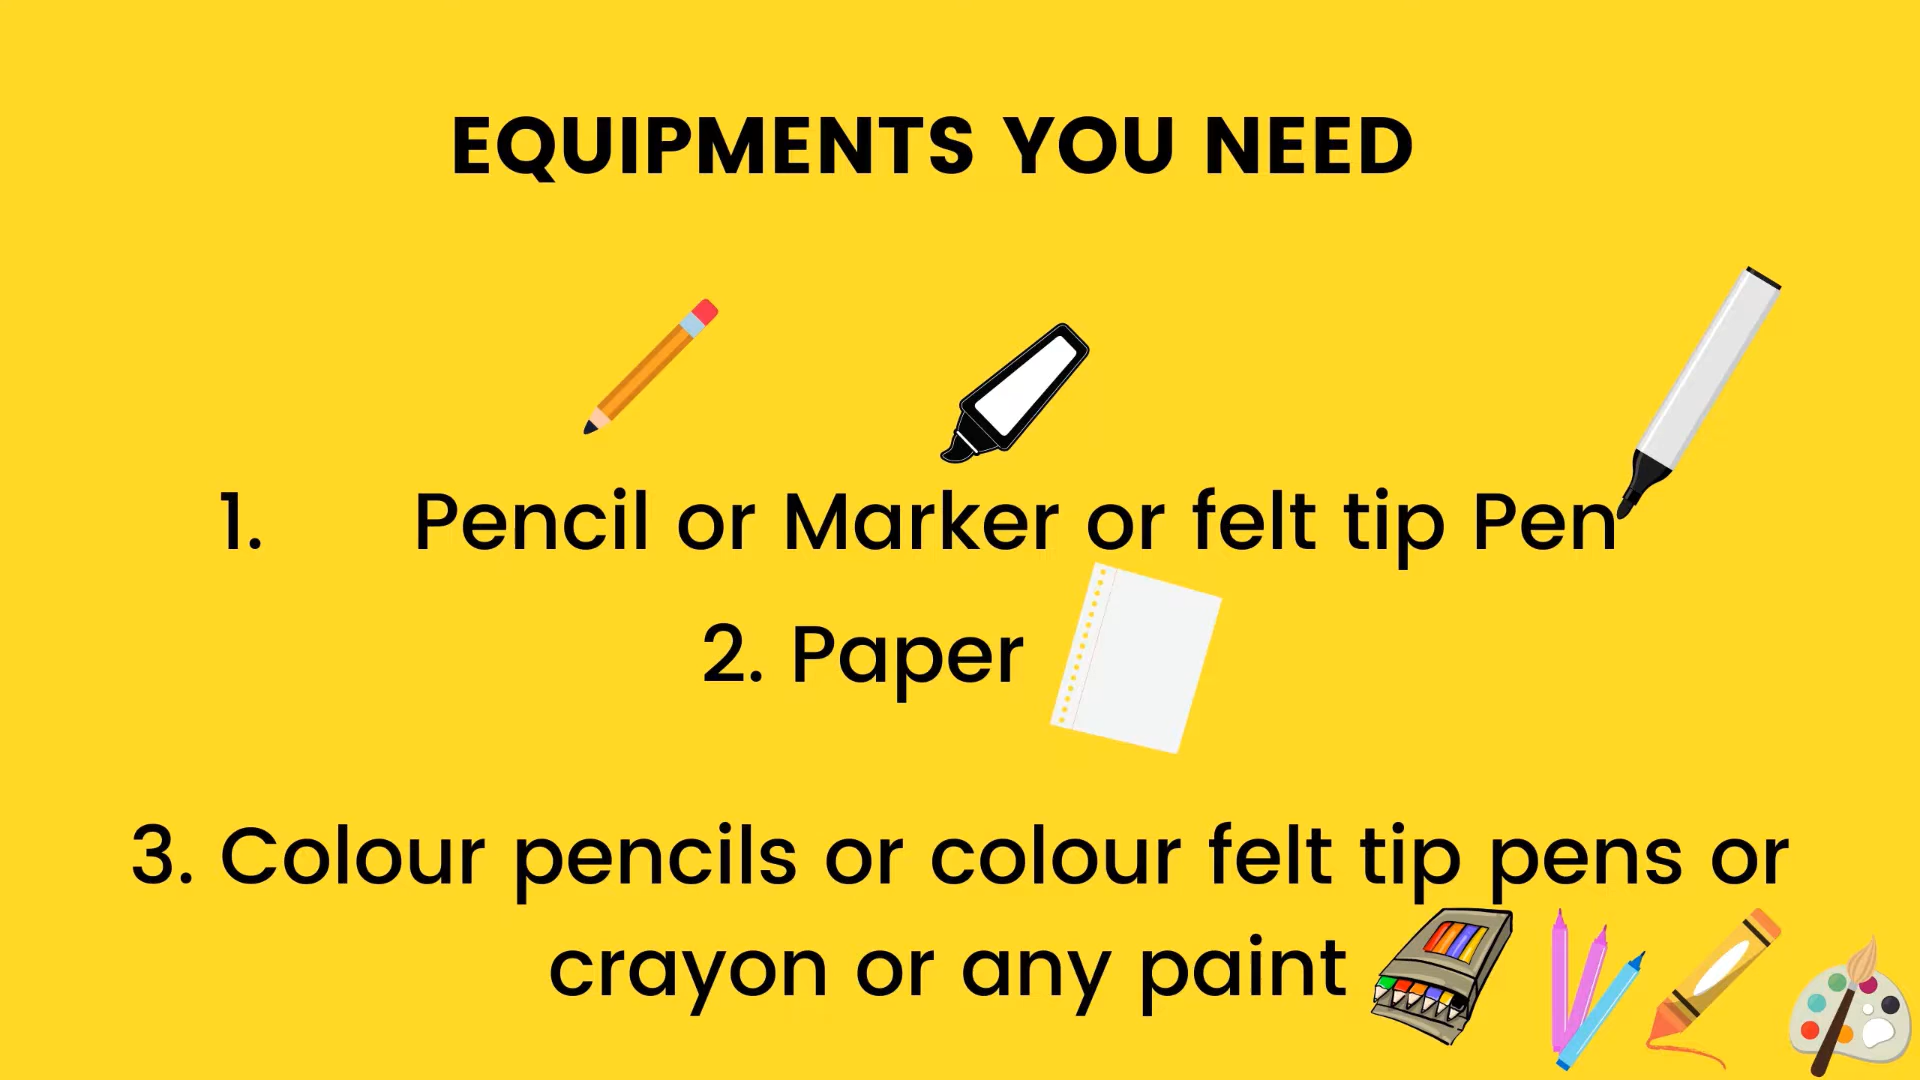 EQUIPMENTS YOU NEED
1. Pencil or Marker or felt tip Pen
2. Paper
3. Colour pencils or colour felt tip pens or
crayon or any paint